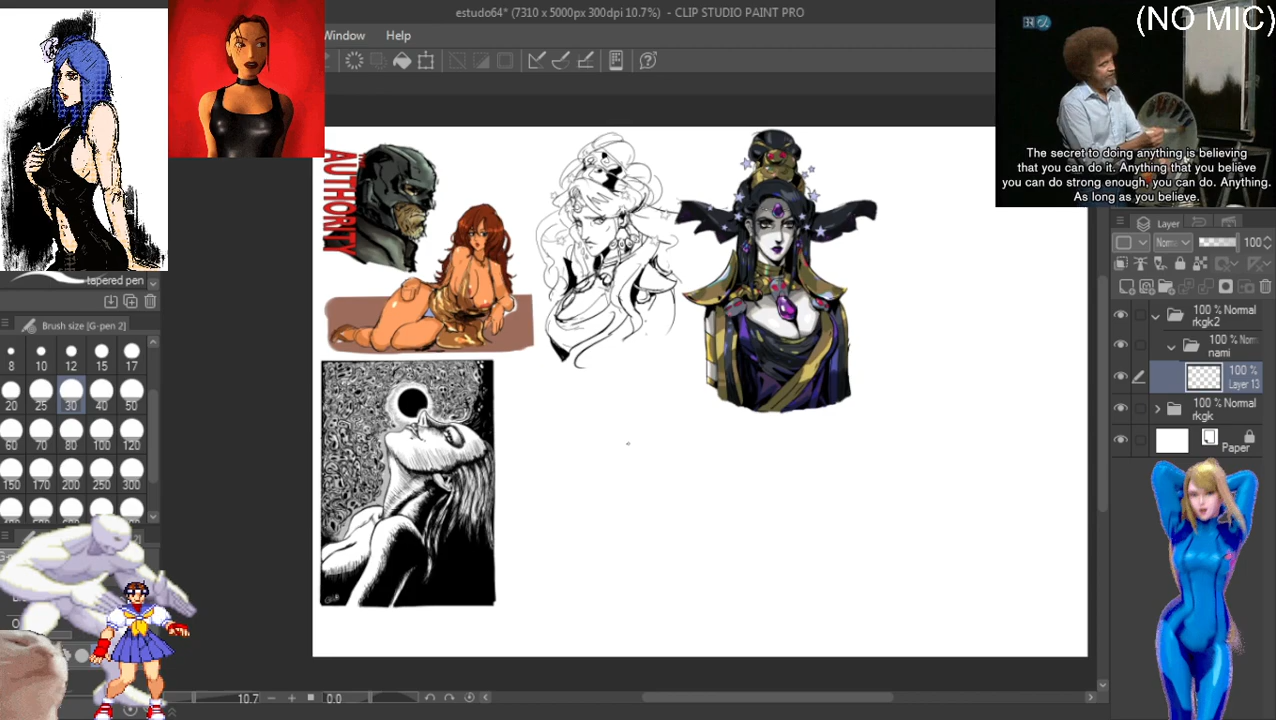 estudo64* (7310 x 5000px 300dpi 10.7%) - CLIP STUDIO PAINT PRO
(NO MIC)
Window Help
The secret to doing anything is believing
that you can do it. Anything that you believe
you can do strong enough, you can do. Anything.
As long as you believe.
THE
AUTHORITY
tapered pen
Brush size [G-pen 2]
8 10 12 15 17
20 25 30 40 50
60 70 80 100 120
150 170 200 250 300
Layer
100
100 % Normal
rkgk2
100 %
nami
100 %
Layer 13
100 % Normal
rkgk
Paper
10.7
0.0